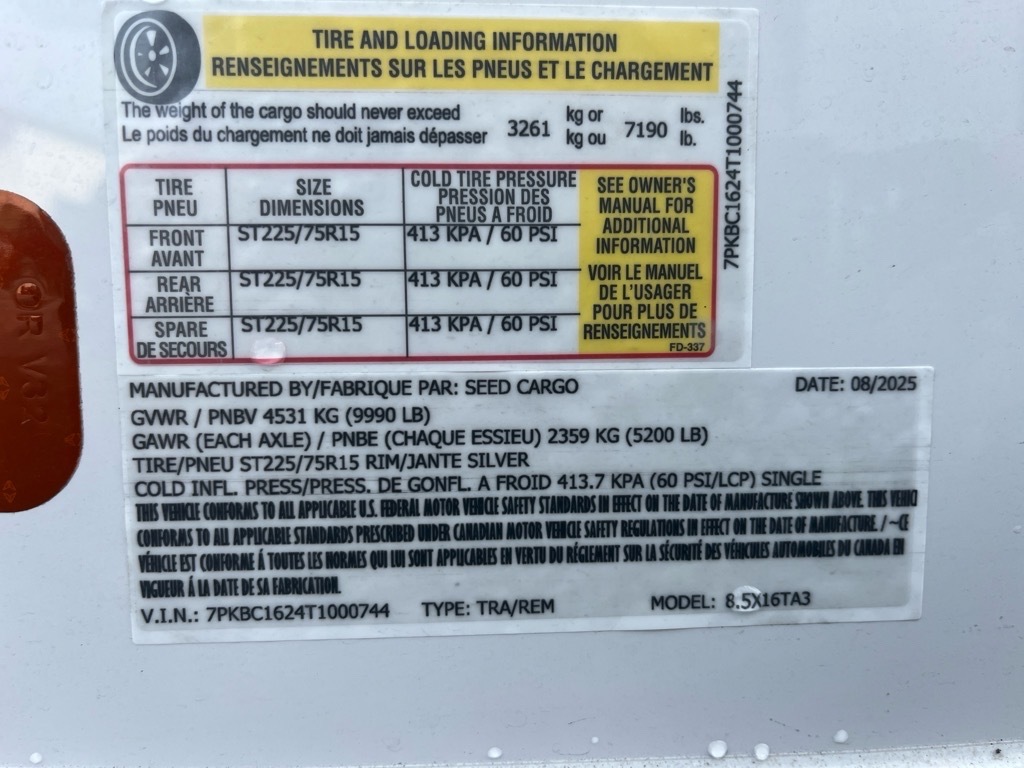 TIRE AND LOADING INFORMATION
RENSEIGNEMENTS SUR LES PNEUS ET LE CHARGEMENT
The weight of the cargo should never exceed 3261 kg or 7190 lbs.
Le poids du chargement ne doit jamais dépasser kg ou lb.
TIRE PNEU SIZE DIMENSIONS COLD TIRE PRESSURE PRESSION DES PNEUS A FROID
FRONT AVANT ST225/75R15 413 KPA / 60 PSI
REAR ARRIÈRE ST225/75R15 413 KPA / 60 PSI
SPARE DE SECOURS ST225/75R15 413 KPA / 60 PSI
SEE OWNER'S
MANUAL FOR
ADDITIONAL
INFORMATION
VOIR LE MANUEL
DE L'USAGER
POUR PLUS DE
RENSEIGNEMENTS
FD-337
7PKBC1624T1000744
MANUFACTURED BY/FABRIQUE PAR: SEED CARGO DATE: 08/2025
GVWR / PNBV 4531 KG (9990 LB)
GAWR (EACH AXLE) / PNBE (CHAQUE ESSIEU) 2359 KG (5200 LB)
TIRE/PNEU ST225/75R15 RIM/JANTE SILVER
COLD INFL. PRESS/PRESS. DE GONFL. A FROID 413.7 KPA (60 PSI/LCP) SINGLE
THIS VEHICLE CONFORMS TO ALL APPLICABLE U.S. FEDERAL MOTOR VEHICLE SAFETY STANDARDS IN EFFECT ON THE DATE OF MANUFACTURE SHOWN ABOVE. THIS VEHICL
CONFORMS TO ALL APPLICABLE STANDARDS PRESCRIBED UNDER CANADIAN MOTOR VEHICLE SAFETY REGULATIONS IN EFFECT ON THE DATE OF MANUFACTURE. / ~CE
VÉHICLE EST CONFORME Á TOUTES LES NORMES QUI LUI SONT APPLICABLES EN VERTU DU RÉGLEMENT SUR LA SÉCURITÉ DES VÉHICULES AUTOMOBILES DU CANADA EN
VIGUEUR Á LA DATE DE SA FABRICATION.
V.I.N.: 7PKBC1624T1000744 TYPE: TRA/REM MODEL: 8.5X16TA3
OR V32